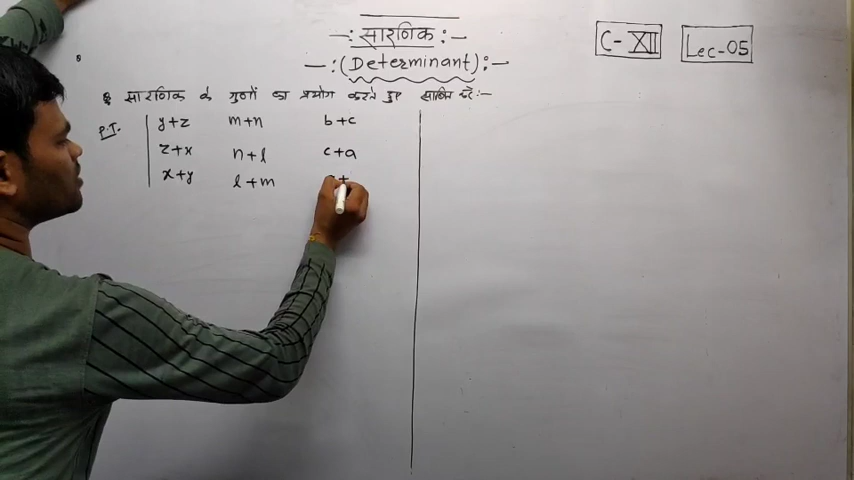 —: सारणिक :—
C- XII
Lec-05
—:(Determinant):—
सारणिक के गुणों का प्रयोग करते हुए साबित करें:-
P.T. y+z m+n b+c
z+x n+l c+a
x+y l+m